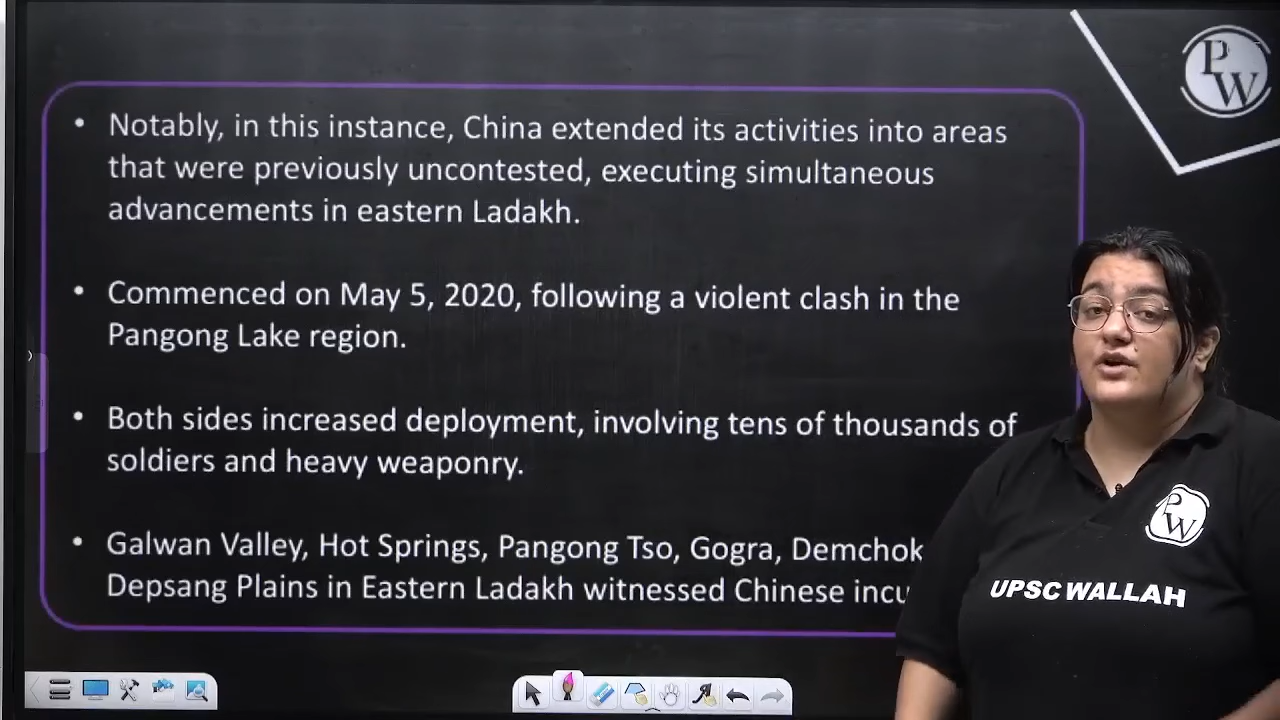 PW
• Notably, in this instance, China extended its activities into areas
that were previously uncontested, executing simultaneous
advancements in eastern Ladakh.
• Commenced on May 5, 2020, following a violent clash in the
Pangong Lake region.
• Both sides increased deployment, involving tens of thousands of
soldiers and heavy weaponry.
• Galwan Valley, Hot Springs, Pangong Tso, Gogra, Demchok
Depsang Plains in Eastern Ladakh witnessed Chinese
PW
UPSC WALLAH